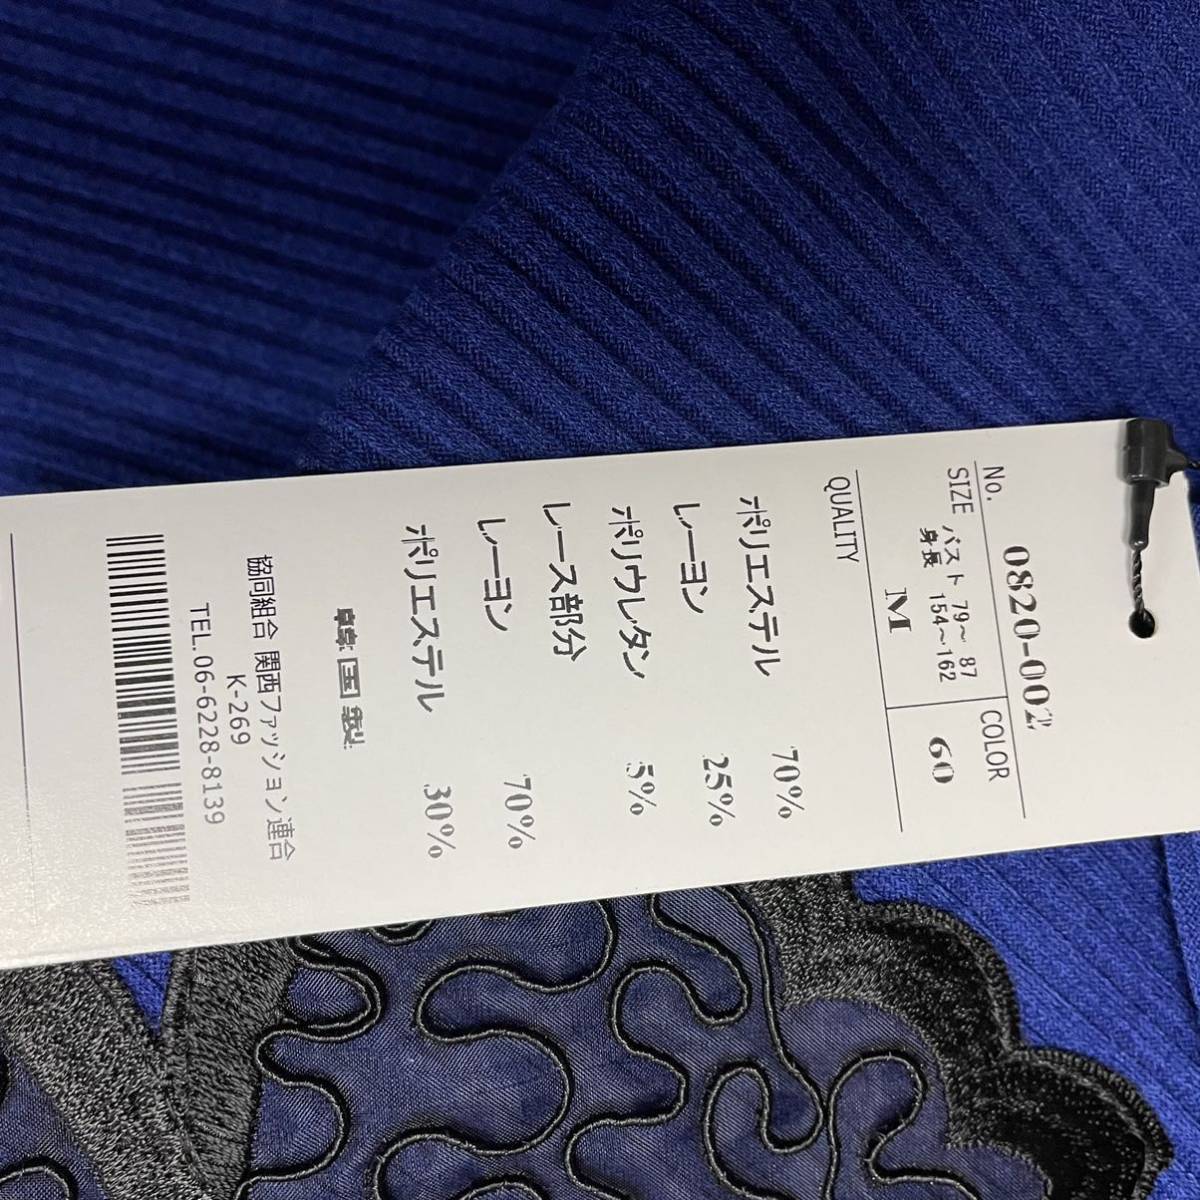 No. 0820-002
SIZE バスト 79～ 87 COLOR
身長 154～162
M 60
QUALITY
ポリエステル 70%
レーヨン 25%
ポリウレタン 5%
レース部分
レーヨン 70%
ポリエステル 30%
韓国製
協同組合 関西ファッション連合
K-269
TEL.06-6228-8139